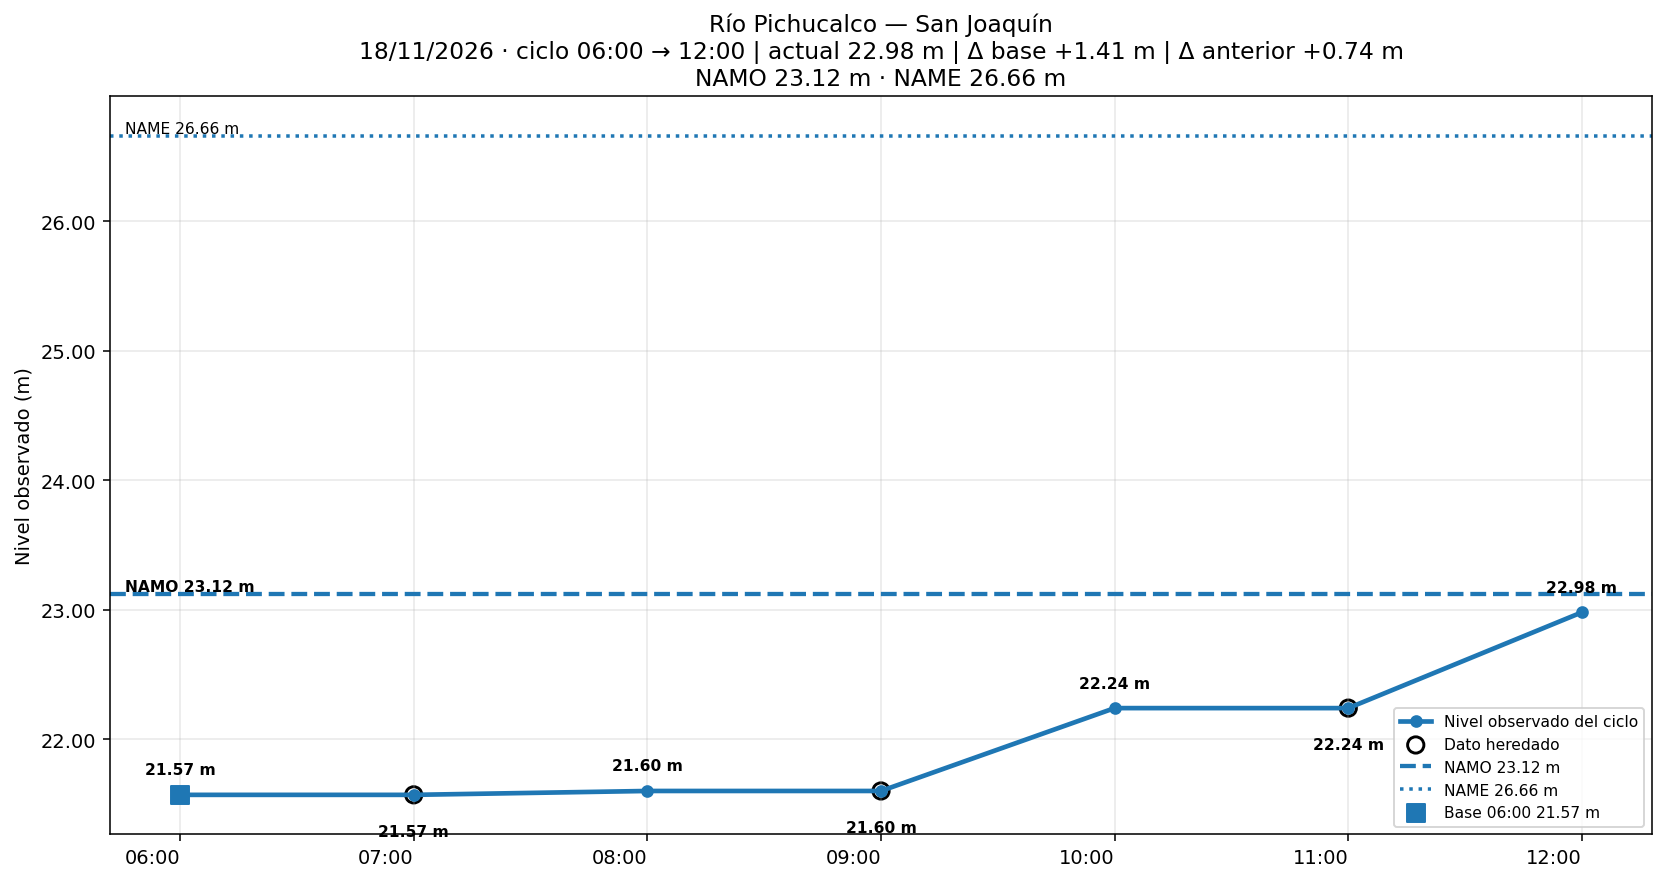 Río Pichucalco — San Joaquín
18/11/2026 · ciclo 06:00 → 12:00 | actual 22.98 m | Δ base +1.41 m | Δ anterior +0.74 m
NAMO 23.12 m · NAME 26.66 m
NAME 26.66 m
26.00
25.00
24.00
23.00
22.00
Nivel observado (m)
NAMO 23.12 m
21.57 m
21.57 m
21.60 m
21.60 m
22.24 m
22.24 m
22.98 m
Nivel observado del ciclo
Dato heredado
NAMO 23.12 m
NAME 26.66 m
Base 06:00 21.57 m
06:00
07:00
08:00
09:00
10:00
11:00
12:00